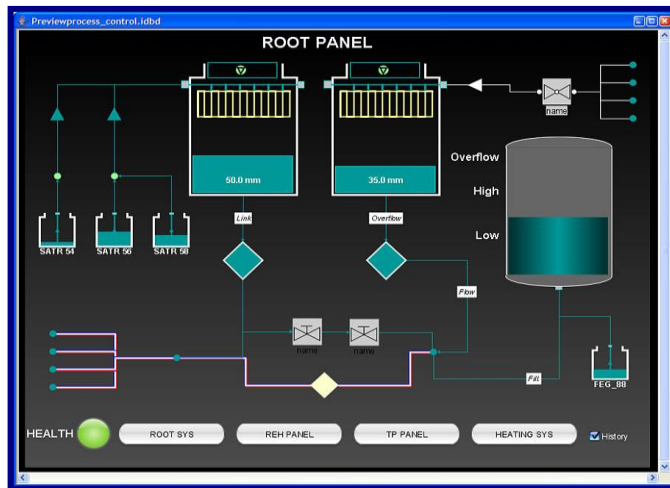 Previewprocess_control.idbd
ROOT PANEL
name
Overflow
High
Low
50.0 mm
35.0 mm
Link
Overflow
SATR 54
SATR 56
SATR 58
Flow
name
name
Fill
FEG_88
HEALTH
ROOT SYS
REH PANEL
TP PANEL
HEATING SYS
History